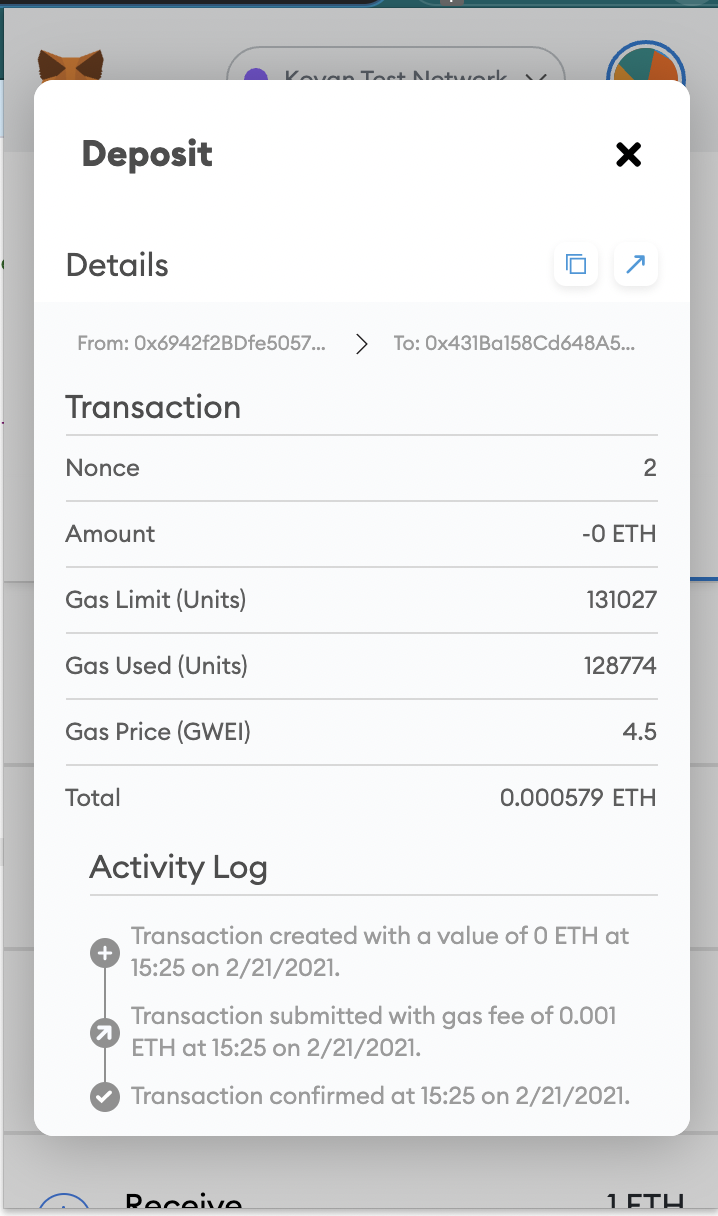 Kovan Test Network
Deposit
Details
From: 0x6942f2BDfe5057... To: 0x431Ba158Cd648A5...
Transaction
Nonce 2
Amount -0 ETH
Gas Limit (Units) 131027
Gas Used (Units) 128774
Gas Price (GWEI) 4.5
Total 0.000579 ETH
Activity Log
Transaction created with a value of 0 ETH at
15:25 on 2/21/2021.
Transaction submitted with gas fee of 0.001
ETH at 15:25 on 2/21/2021.
Transaction confirmed at 15:25 on 2/21/2021.
Receive 1 ETH